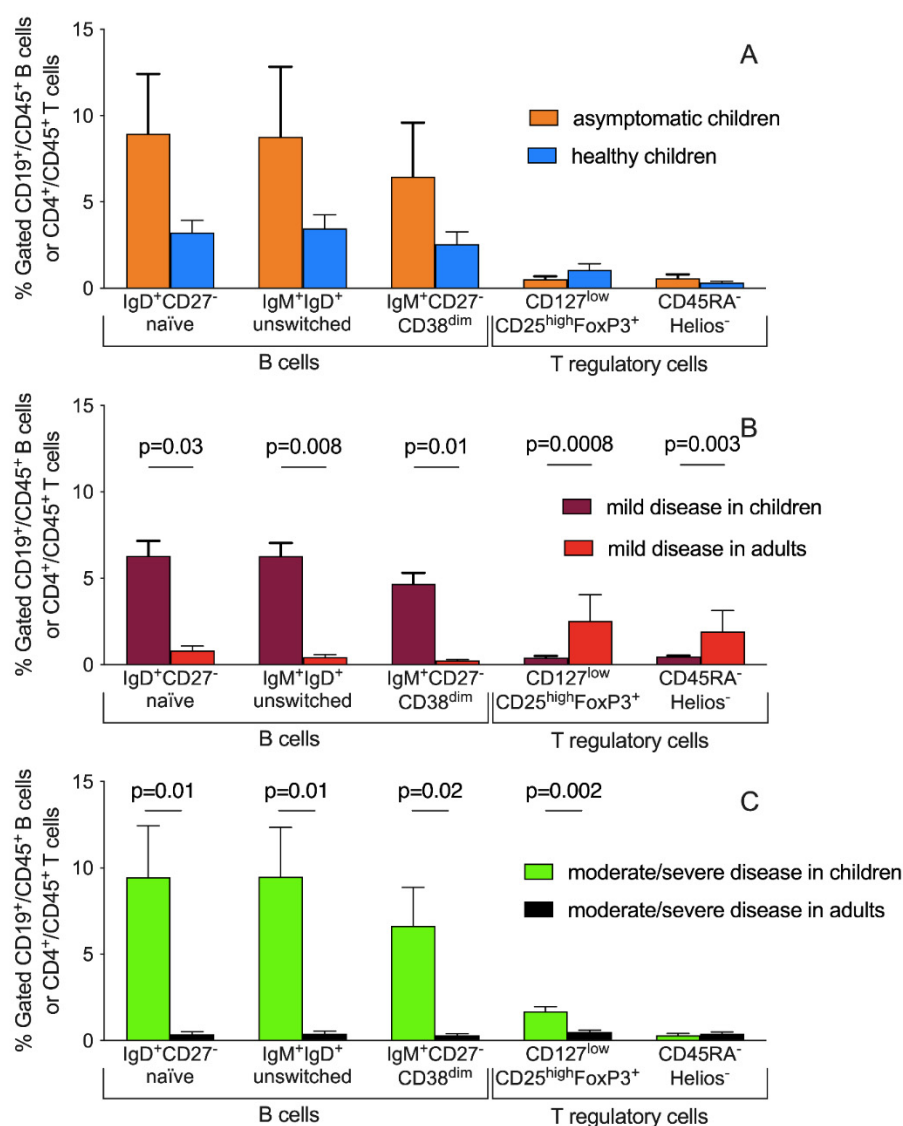 A
% Gated CD19⁺/CD45⁺ B cells
or CD4⁺/CD45⁺ T cells
15
10
5
0
asymptomatic children
healthy children
IgD⁺CD27⁻ IgM⁺IgD⁺ IgM⁺CD27⁻ CD127ˡᵒʷ CD45RA⁻
naïve unswitched CD38ᵈⁱᵐ CD25ʰⁱᵍʰFoxP3⁺ Helios⁻
B cells T regulatory cells
B
% Gated CD19⁺/CD45⁺ B cells
or CD4⁺/CD45⁺ T cells
15
10
5
0
p=0.03 p=0.008 p=0.01 p=0.0008 p=0.003
mild disease in children
mild disease in adults
IgD⁺CD27⁻ IgM⁺IgD⁺ IgM⁺CD27⁻ CD127ˡᵒʷ CD45RA⁻
naïve unswitched CD38ᵈⁱᵐ CD25ʰⁱᵍʰFoxP3⁺ Helios⁻
B cells T regulatory cells
C
% Gated CD19⁺/CD45⁺ B cells
or CD4⁺/CD45⁺ T cells
15
10
5
0
p=0.01 p=0.01 p=0.02 p=0.002
moderate/severe disease in children
moderate/severe disease in adults
IgD⁺CD27⁻ IgM⁺IgD⁺ IgM⁺CD27⁻ CD127ˡᵒʷ CD45RA⁻
naïve unswitched CD38ᵈⁱᵐ CD25ʰⁱᵍʰFoxP3⁺ Helios⁻
B cells T regulatory cells